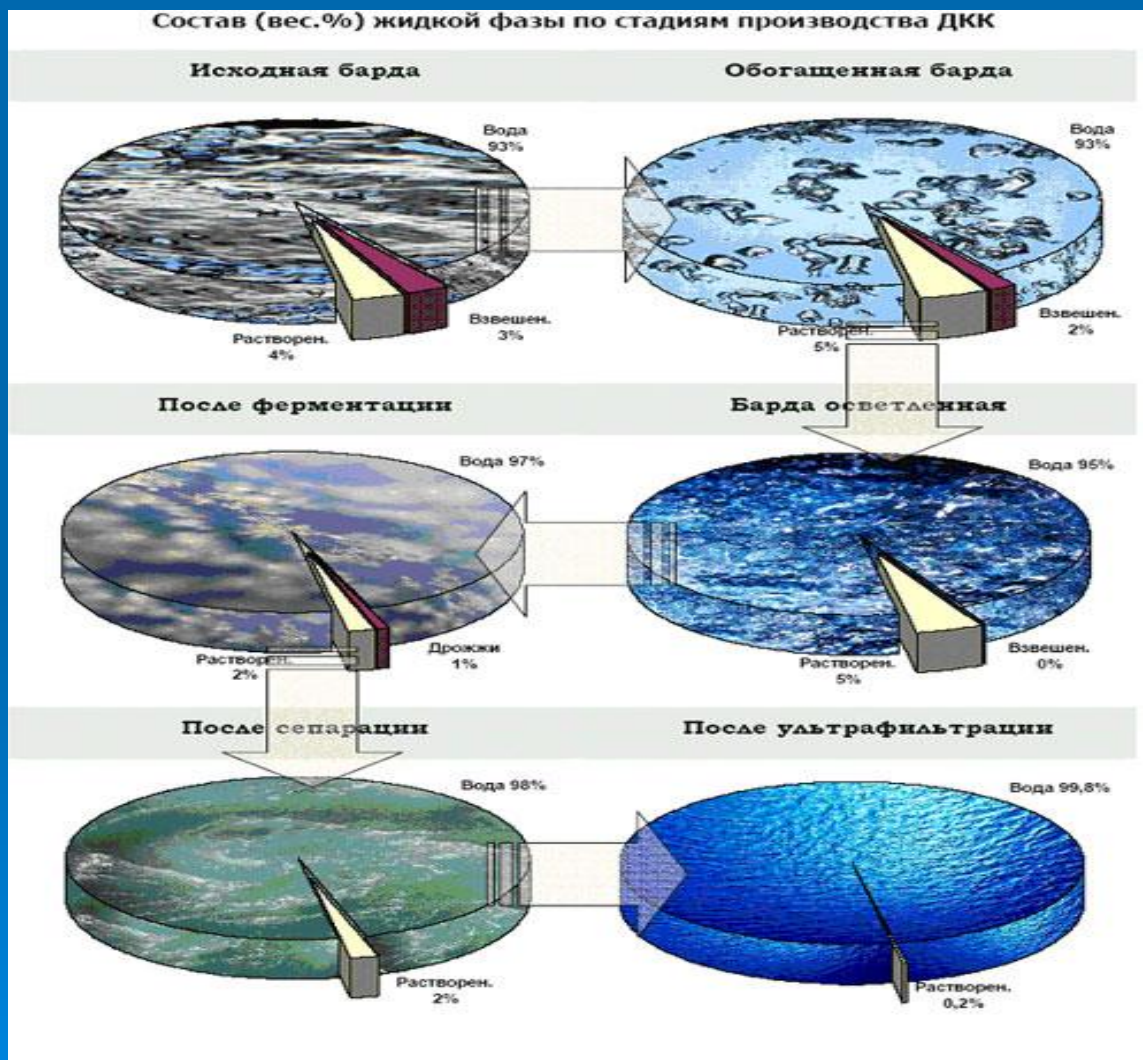 Состав (вес.%) жидкой фазы по стадиям производства ДКК
Исходная барда
Обогащенная барда
Вода
93%
Вода
93%
Растворен.
4%
Взвешен.
3%
Растворен.
5%
Взвешен.
2%
После ферментации
Барда осветленная
Вода 97%
Вода 95%
Растворен.
2%
Дрожжи
1%
Растворен.
5%
Взвешен.
0%
После сепарации
После ультрафильтрации
Вода 98%
Вода 99,8%
Растворен.
2%
Растворен.
0,2%